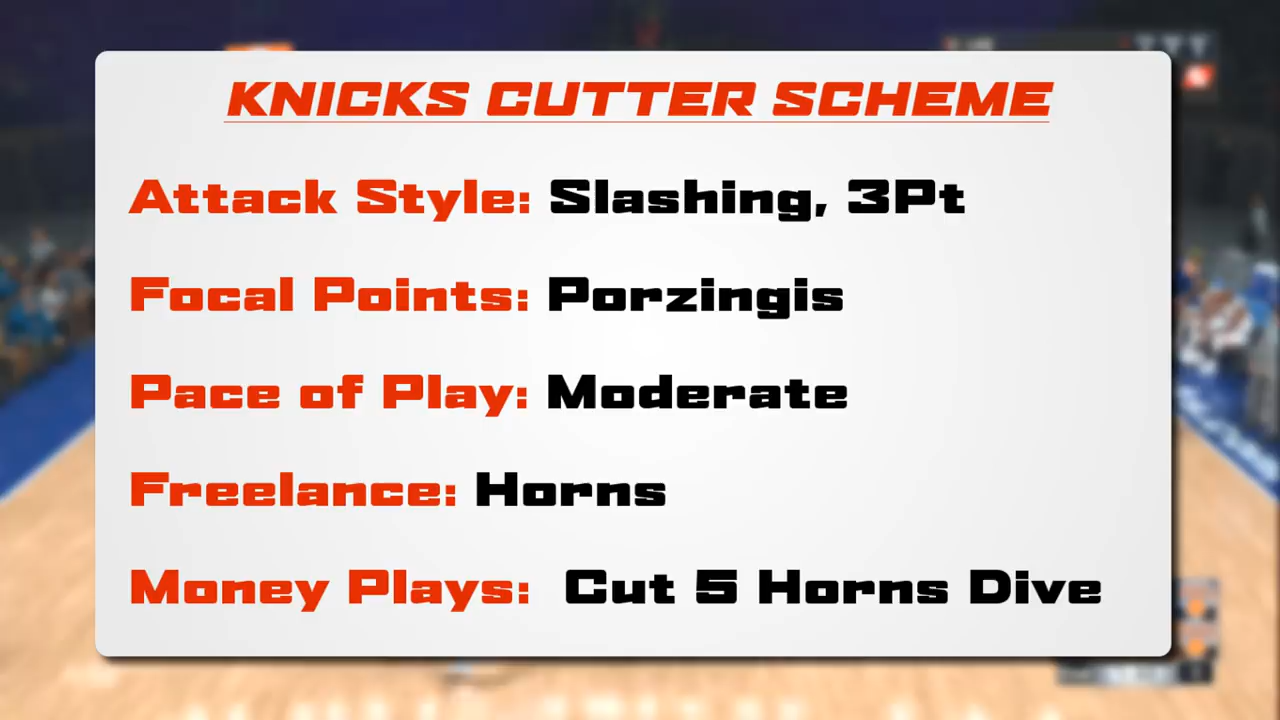 KNICKS CUTTER SCHEME
Attack Style: Slashing, 3Pt
Focal Points: Porzingis
Pace of Play: Moderate
Freelance: Horns
Money Plays: Cut 5 Horns Dive